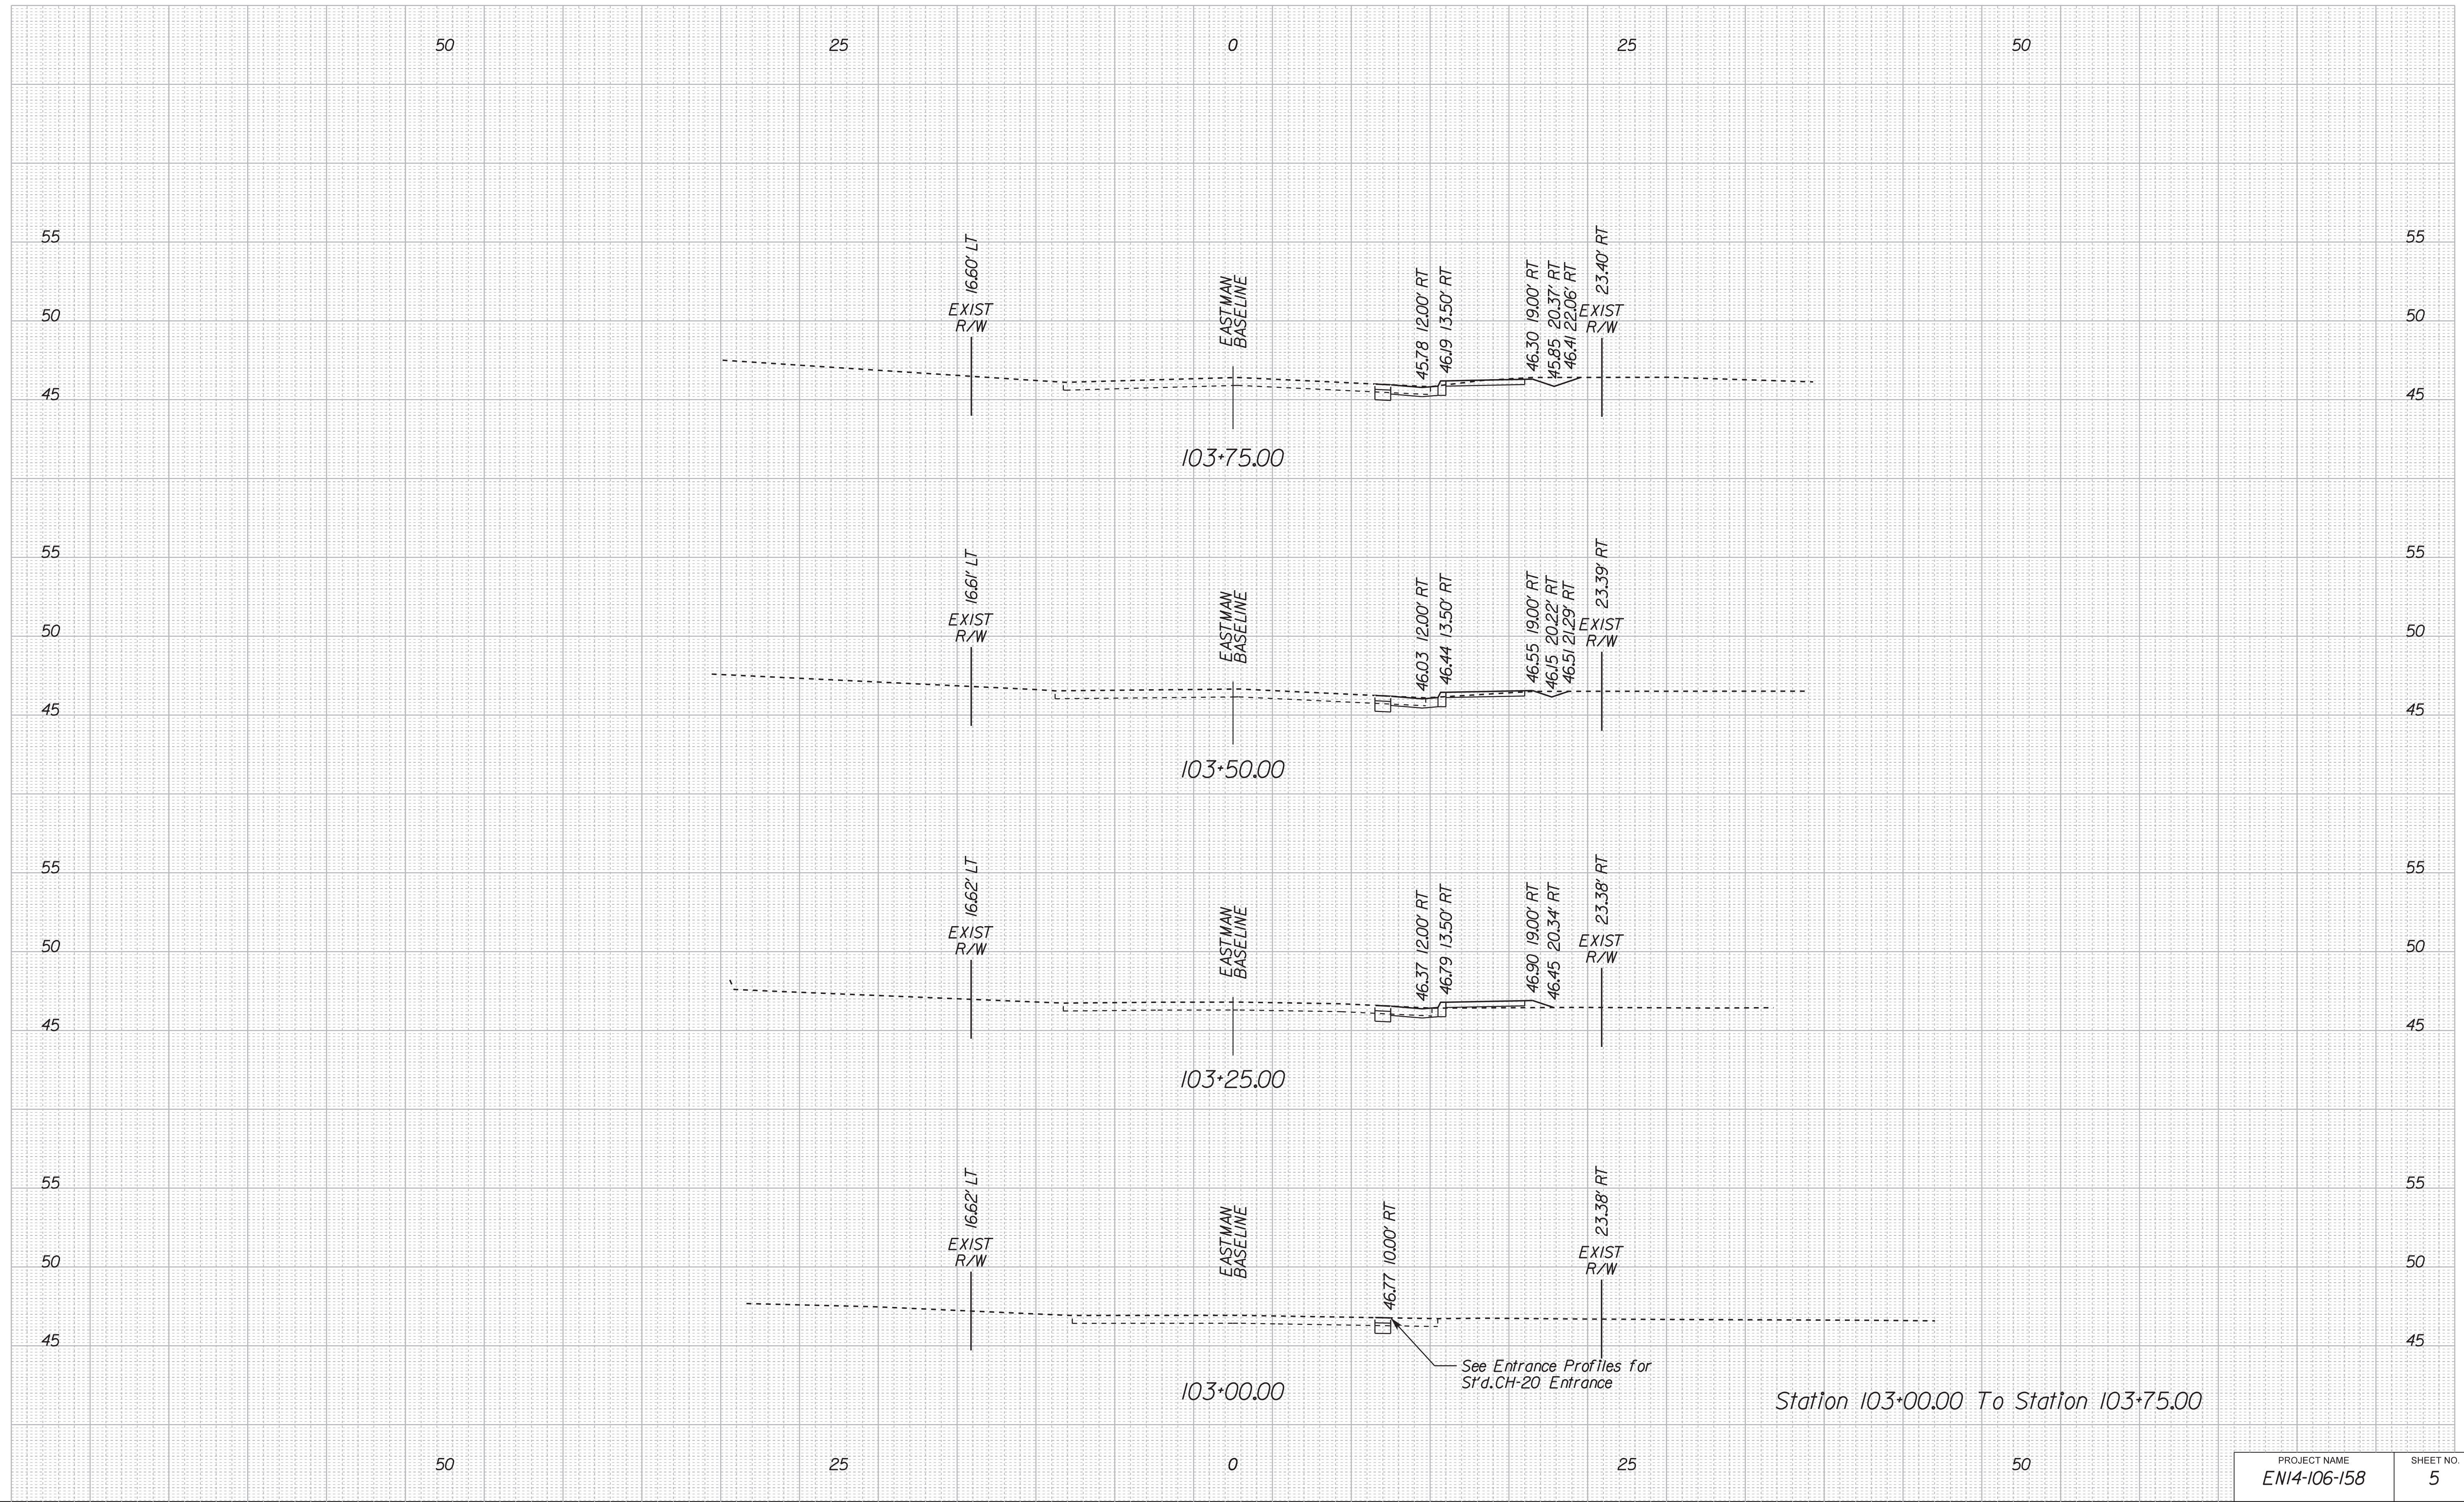 50 25 0 25 50
55 55
50 50
45 45
16.60' LT
EXIST
R/W
EASTMAN
BASELINE
45.78 12.00' RT
46.19 13.50' RT
46.30 19.00' RT
45.85 20.37' RT
46.41 22.06' RT
23.40' RT
EXIST
R/W
103+75.00
55 55
50 50
45 45
16.61' LT
EXIST
R/W
EASTMAN
BASELINE
46.03 12.00' RT
46.44 13.50' RT
46.55 19.00' RT
46.15 20.22' RT
46.51 21.29' RT
23.39' RT
EXIST
R/W
103+50.00
55 55
50 50
45 45
16.62' LT
EXIST
R/W
EASTMAN
BASELINE
46.37 12.00' RT
46.79 13.50' RT
46.90 19.00' RT
46.45 20.34' RT
23.38' RT
EXIST
R/W
103+25.00
55 55
50 50
45 45
16.62' LT
EXIST
R/W
EASTMAN
BASELINE
46.77 10.00' RT
23.38' RT
EXIST
R/W
See Entrance Profiles for
St'd.CH-20 Entrance
103+00.00
Station 103+00.00 To Station 103+75.00
50 25 0 25 50
PROJECT NAME
EN14-106-158
SHEET NO.
5